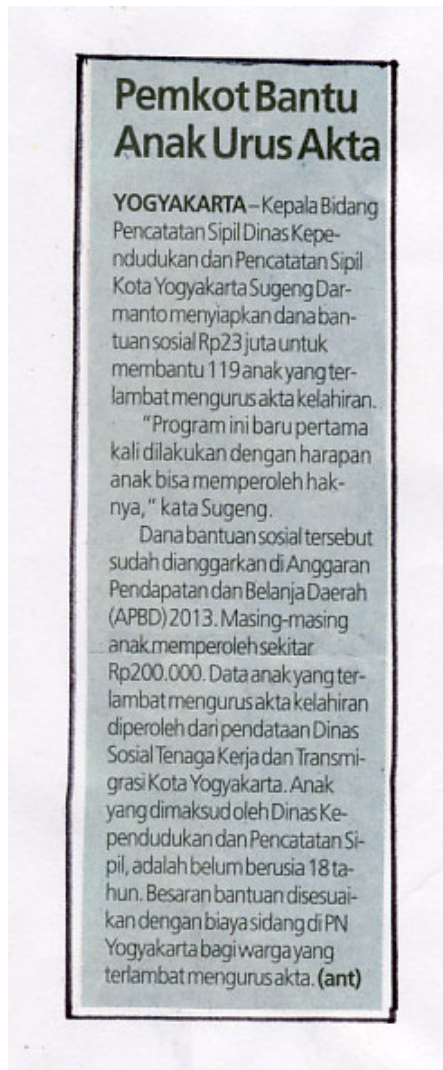 Pemkot Bantu
Anak Urus Akta
YOGYAKARTA – Kepala Bidang
Pencatatan Sipil Dinas Kepe-
ndudukan dan Pencatatan Sipil
Kota Yogyakarta Sugeng Dar-
manto menyiapkan dana ban-
tuan sosial Rp23 juta untuk
membantu 119 anak yang ter-
lambat mengurus akta kelahiran.
"Program ini baru pertama
kali dilakukan dengan harapan
anak bisa memperoleh hak-
nya," kata Sugeng.
Dana bantuan sosial tersebut
sudah dianggarkan di Anggaran
Pendapatan dan Belanja Daerah
(APBD) 2013. Masing-masing
anak memperoleh sekitar
Rp200.000. Data anak yang ter-
lambat mengurus akta kelahiran
diperoleh dari pendataan Dinas
Sosial Tenaga Kerja dan Transmi-
grasi Kota Yogyakarta. Anak
yang dimaksud oleh Dinas Ke-
pendudukan dan Pencatatan Si-
pil, adalah belum berusia 18 ta-
hun. Besaran bantuan disesuai-
kan dengan biaya sidang di PN
Yogyakarta bagi warga yang
terlambat mengurus akta. (ant)